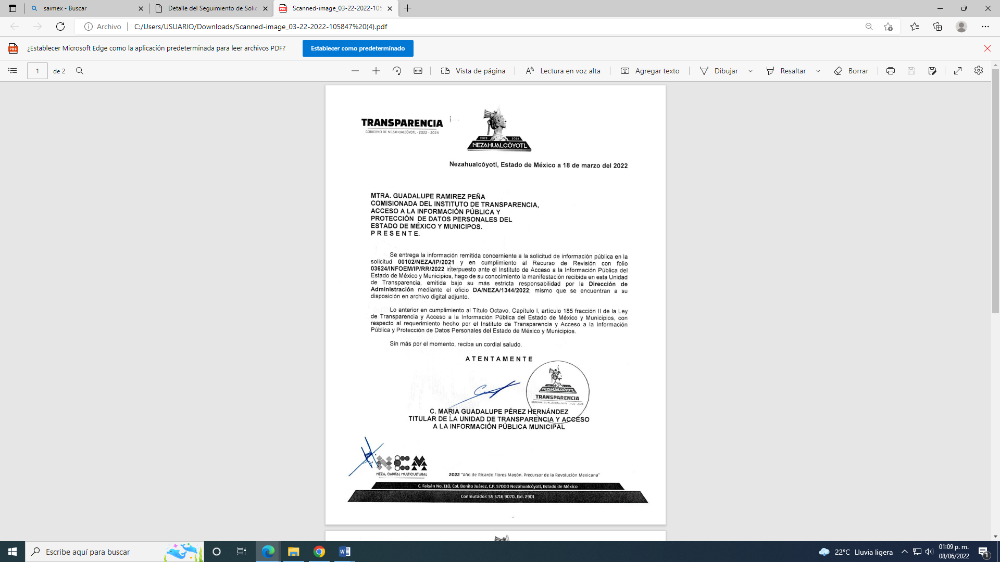 saimex - Buscar
Detalle del Seguimiento de Solic
Scanned-image_03-22-2022-105
Archivo
C:/Users/USUARIO/Downloads/Scanned-image_03-22-2022-105847%20(4).pdf
¿Establecer Microsoft Edge como la aplicación predeterminada para leer archivos PDF?
Establecer como predeterminado
1 de 2
Vista de página
Lectura en voz alta
Agregar texto
Dibujar
Resaltar
Borrar
TRANSPARENCIA
GOBIERNO DE NEZAHUALCÓYOTL - 2022 - 2024
2022 2024
NEZAHUALCÓYOTL
Nezahualcóyotl, Estado de México a 18 de marzo del 2022
MTRA. GUADALUPE RAMIREZ PEÑA
COMISIONADA DEL INSTITUTO DE TRANSPARENCIA,
ACCESO A LA INFORMACIÓN PÚBLICA Y
PROTECCIÓN DE DATOS PERSONALES DEL
ESTADO DE MÉXICO Y MUNICIPOS.
P R E S E N T E.
Se entrega la información remitida concerniente a la solicitud de información pública en la
solicitud 00102/NEZA/IP/2021 y en cumplimiento al Recurso de Revisión con folio
03624/INFOEM/IP/RR/2022 interpuesto ante el Instituto de Acceso a la Información Pública del
Estado de México y Municipios, hago de su conocimiento la manifestación recibida en esta Unidad
de Transparencia, emitida bajo su más estricta responsabilidad por la Dirección de
Administración mediante el oficio DA/NEZA/1344/2022; mismo que se encuentran a su
disposición en archivo digital adjunto.
Lo anterior en cumplimiento al Título Octavo, Capítulo I, artículo 185 fracción II de la Ley
de Transparencia y Acceso a la Información Pública del Estado de México y Municipios, con
respecto al requerimiento hecho por el Instituto de Transparencia y Acceso a la Información
Pública y Protección de Datos Personales del Estado de México y Municipios.
Sin más por el momento, reciba un cordial saludo.
A T E N T A M E N T E
NEZAHUALCÓYOTL
TRANSPARENCIA
GOBIERNO DE NEZAHUALCÓYOTL - 2022 - 2024
C. MARIA GUADALUPE PÉREZ HERNÁNDEZ
TITULAR DE LA UNIDAD DE TRANSPARENCIA Y ACCESO
A LA INFORMACIÓN PÚBLICA MUNICIPAL
NCM
NEZA, CAPITAL MULTICULTURAL
2022 "Año de Ricardo Flores Magón. Precursor de la Revolución Mexicana"
C. Faisán No. 110, Col. Benito Juárez, C.P. 57000 Nezahualcóyotl, Estado de México
Conmutador: 55 5716 9070, Ext. 2901
Escribe aquí para buscar
22°C Lluvia ligera
01:09 p. m.
08/06/2022
1